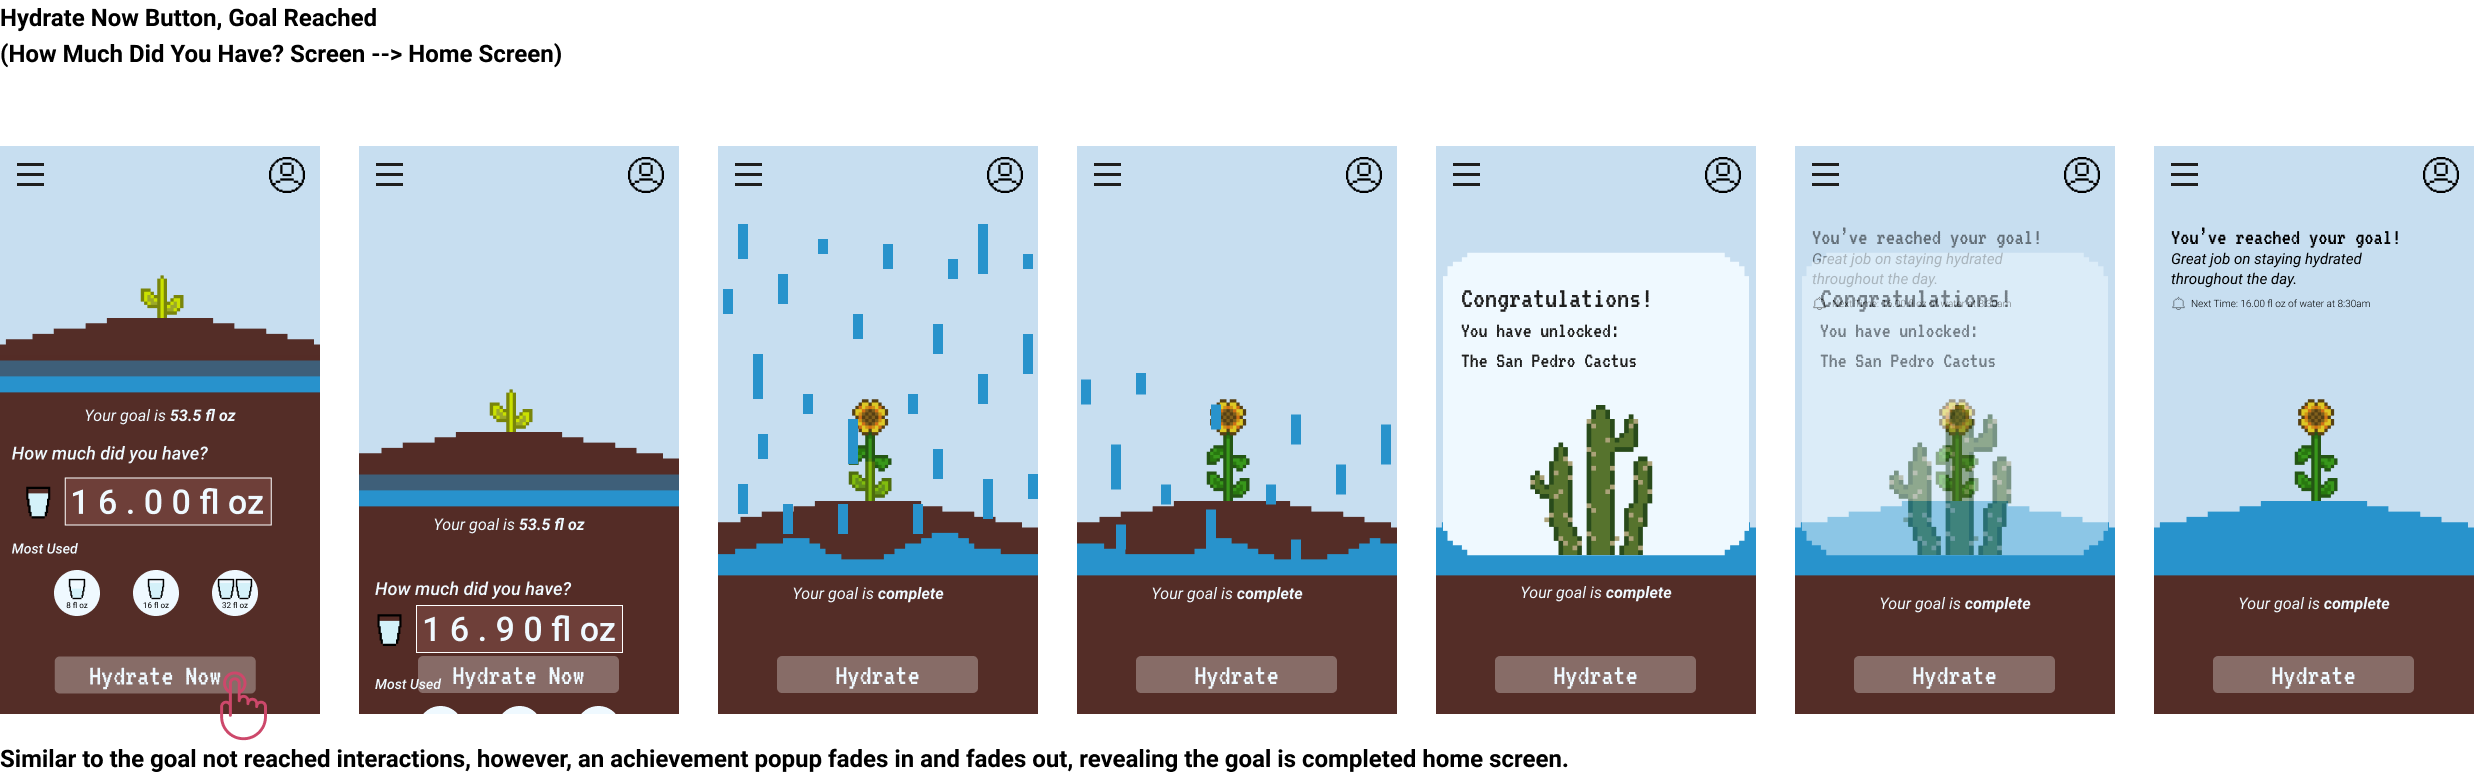 Hydrate Now Button, Goal Reached
(How Much Did You Have? Screen --> Home Screen)
Your goal is 53.5 fl oz
How much did you have?
16.00 fl oz
Most Used
8 fl oz
16 fl oz
32 fl oz
Hydrate Now
Your goal is 53.5 fl oz
How much did you have?
16.90 fl oz
Most Used
Hydrate Now
Your goal is complete
Hydrate
Your goal is complete
Hydrate
Congratulations!
You have unlocked:
The San Pedro Cactus
Your goal is complete
Hydrate
You've reached your goal!
Great job on staying hydrated
throughout the day.
Congratulations!
You have unlocked:
The San Pedro Cactus
Your goal is complete
Hydrate
You've reached your goal!
Great job on staying hydrated
throughout the day.
Next Time: 16.00 fl oz of water at 8:30am
Your goal is complete
Hydrate
Similar to the goal not reached interactions, however, an achievement popup fades in and fades out, revealing the goal is completed home screen.